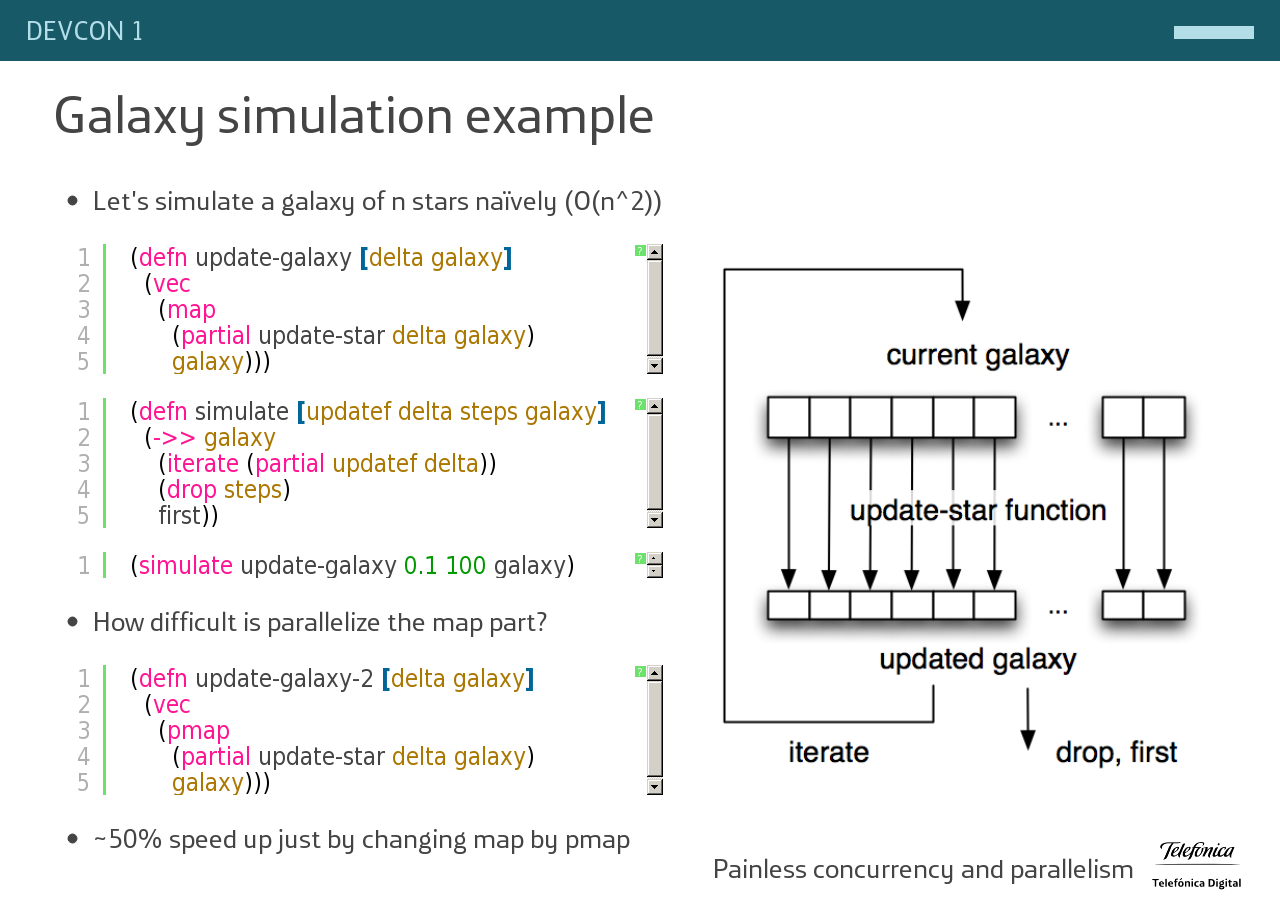 DEVCON 1
Galaxy simulation example
• Let's simulate a galaxy of n stars naïvely (O(n^2))
1 (defn update-galaxy [delta galaxy]
2 (vec
3 (map
4 (partial update-star delta galaxy)
5 galaxy)))
?
1 (defn simulate [updatef delta steps galaxy]
2 (->> galaxy
3 (iterate (partial updatef delta))
4 (drop steps)
5 first))
?
1 (simulate update-galaxy 0.1 100 galaxy)
?
• How difficult is parallelize the map part?
1 (defn update-galaxy-2 [delta galaxy]
2 (vec
3 (pmap
4 (partial update-star delta galaxy)
5 galaxy)))
?
• ~50% speed up just by changing map by pmap
current galaxy
...
update-star function
...
updated galaxy
iterate
drop, first
Painless concurrency and parallelism
Telefónica
Telefónica Digital